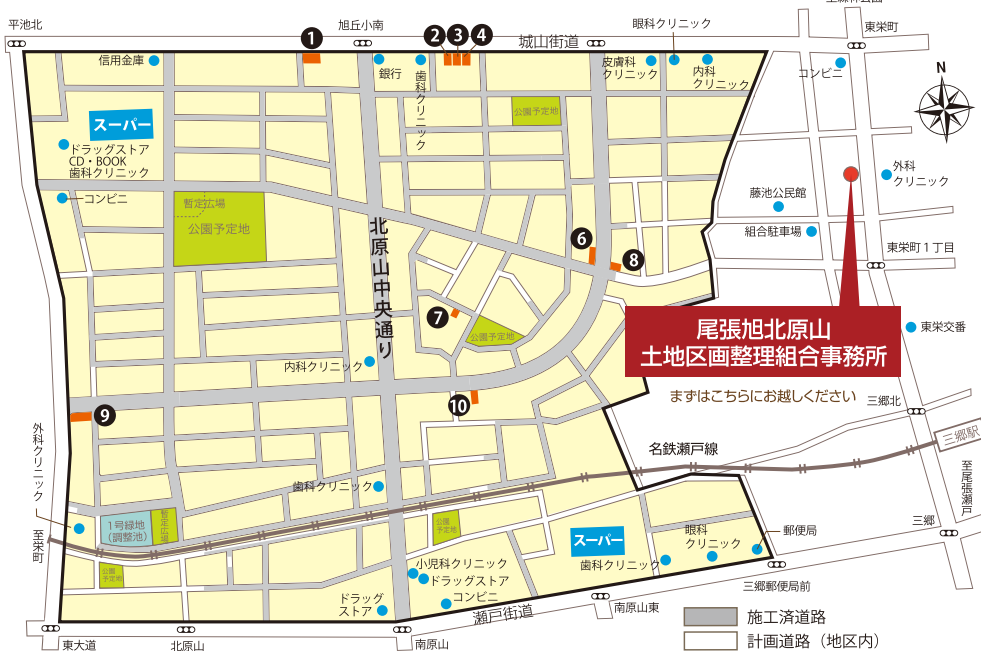 平池北
旭丘小南
城山街道
眼科クリニック
東栄町
信用金庫
❶
銀行
歯科クリニック
❷
❸
❹
皮膚科
クリニック
内科
クリニック
コンビニ
N
スーパー
公園予定地
ドラッグストア
CD・BOOK
歯科クリニック
コンビニ
暫定広場
公園予定地
北原山中央通り
外科
クリニック
藤池公民館
組合駐車場
東栄町1丁目
❻
❽
❼
公園予定地
尾張旭北原山
土地区画整理組合事務所
東栄交番
まずはこちらにお越しください
内科クリニック
❾
❿
三郷北
三郷駅
名鉄瀬戸線
外科クリニック
歯科クリニック
至尾張瀬戸
1号緑地
(調整池)
暫定広場
公園
予定地
至栄町
スーパー
眼科
クリニック
郵便局
三郷
公園
予定地
小児科クリニック
ドラッグストア
歯科クリニック
コンビニ
三郷郵便局前
ドラッグ
ストア
瀬戸街道
南原山東
施工済道路
東大道
北原山
南原山
計画道路(地区内)